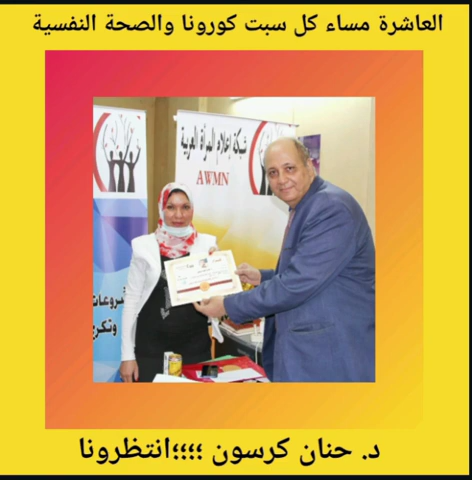 العاشرة مساء كل سبت كورونا والصحة النفسية
شبكة إعلام المرأة العربية
AWMN
د. حنان كرسون ؛؛؛؛انتظرونا